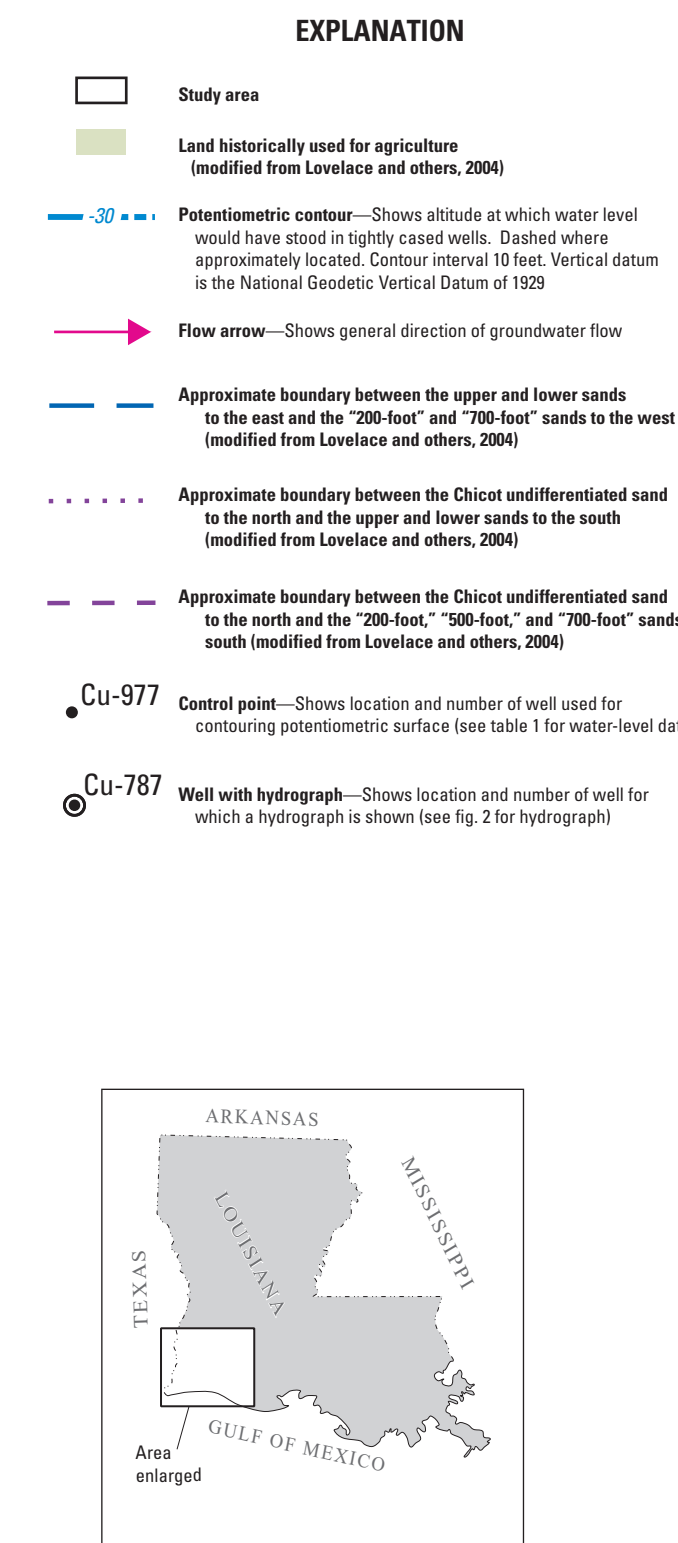 EXPLANATION
Study area
Land historically used for agriculture
(modified from Lovelace and others, 2004)
-30
Potentiometric contour—Shows altitude at which water level
would have stood in tightly cased wells. Dashed where
approximately located. Contour interval 10 feet. Vertical datum
is the National Geodetic Vertical Datum of 1929
Flow arrow—Shows general direction of groundwater flow
Approximate boundary between the upper and lower sands
to the east and the “200-foot” and “700-foot” sands to the west
(modified from Lovelace and others, 2004)
Approximate boundary between the Chicot undifferentiated sand
to the north and the upper and lower sands to the south
(modified from Lovelace and others, 2004)
Approximate boundary between the Chicot undifferentiated sand
to the north and the “200-foot,” “500-foot,” and “700-foot” sands
south (modified from Lovelace and others, 2004)
Cu-977
Control point—Shows location and number of well used for
contouring potentiometric surface (see table 1 for water-level
Cu-787
Well with hydrograph—Shows location and number of well for
which a hydrograph is shown (see fig. 2 for hydrograph)
ARKANSAS
MISSISSIPPI
LOUISIANA
TEXAS
GULF OF MEXICO
Area
enlarged